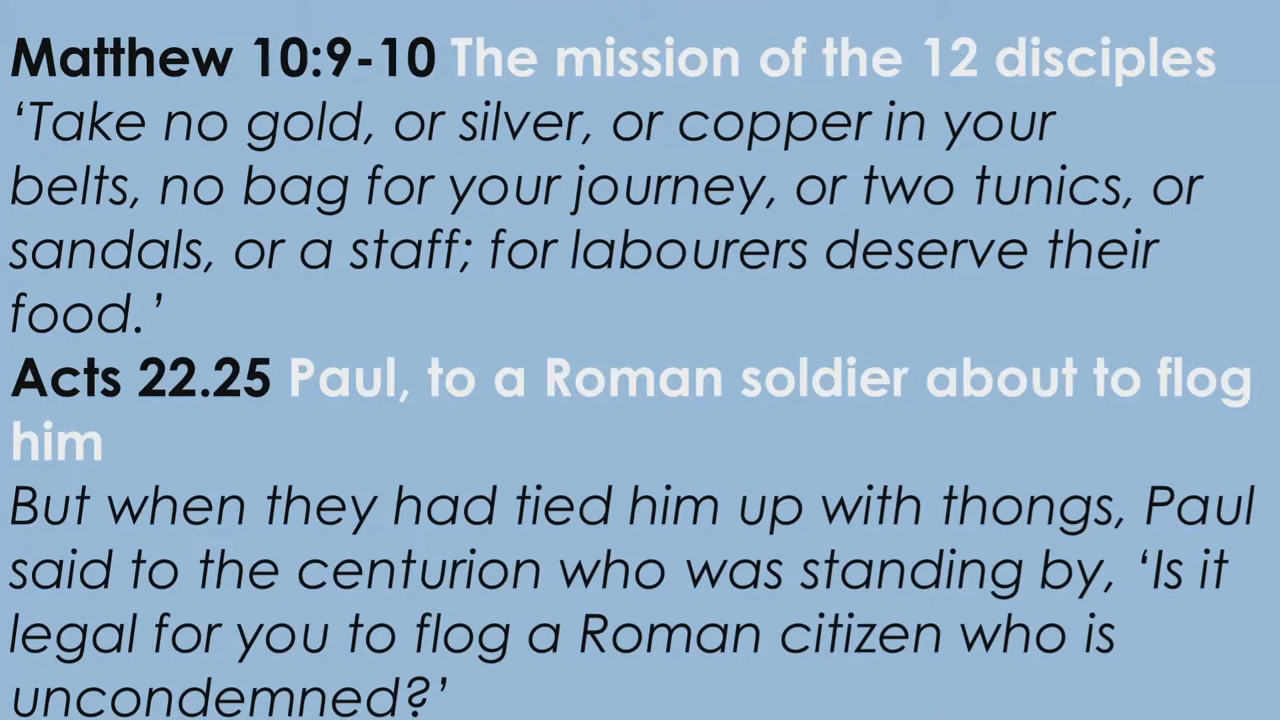 Matthew 10:9-10 The mission of the 12 disciples
‘Take no gold, or silver, or copper in your
belts, no bag for your journey, or two tunics, or
sandals, or a staff; for labourers deserve their
food.’
Acts 22.25 Paul, to a Roman soldier about to flog
him
But when they had tied him up with thongs, Paul
said to the centurion who was standing by, ‘Is it
legal for you to flog a Roman citizen who is
uncondemned?’